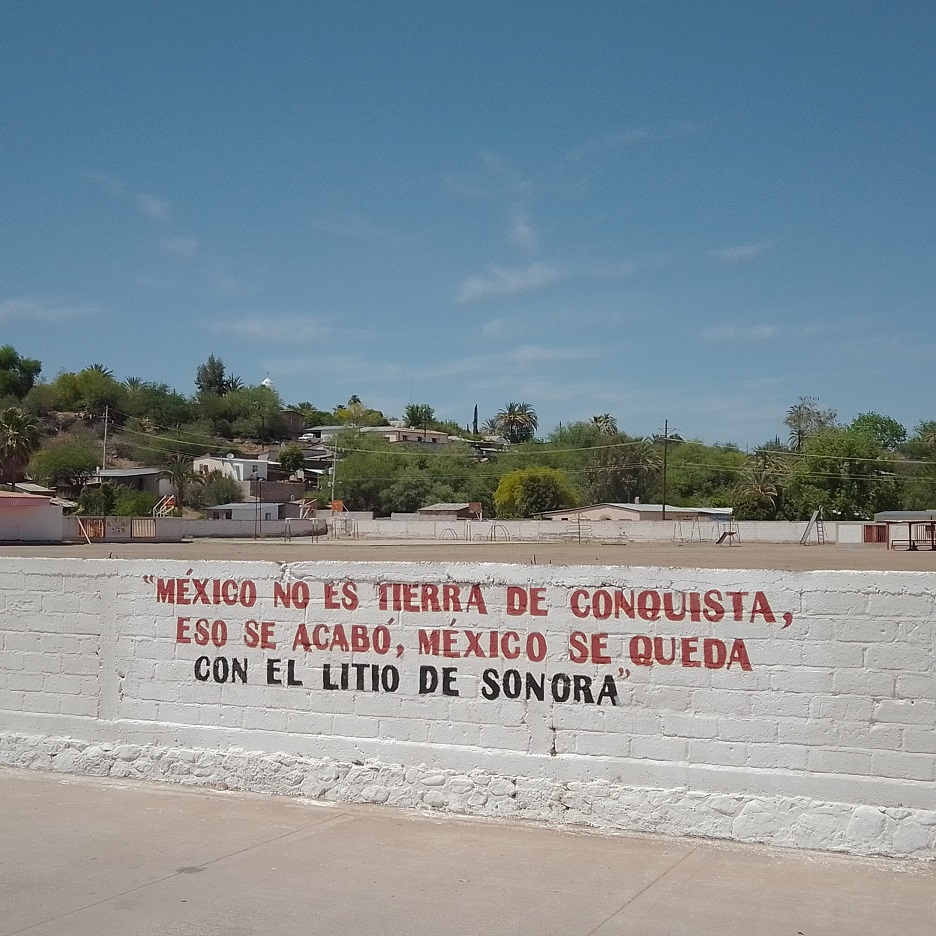 "MÉXICO NO ES TIERRA DE CONQUISTA,
ESO SE ACABÓ, MÉXICO SE QUEDA
CON EL LITIO DE SONORA"